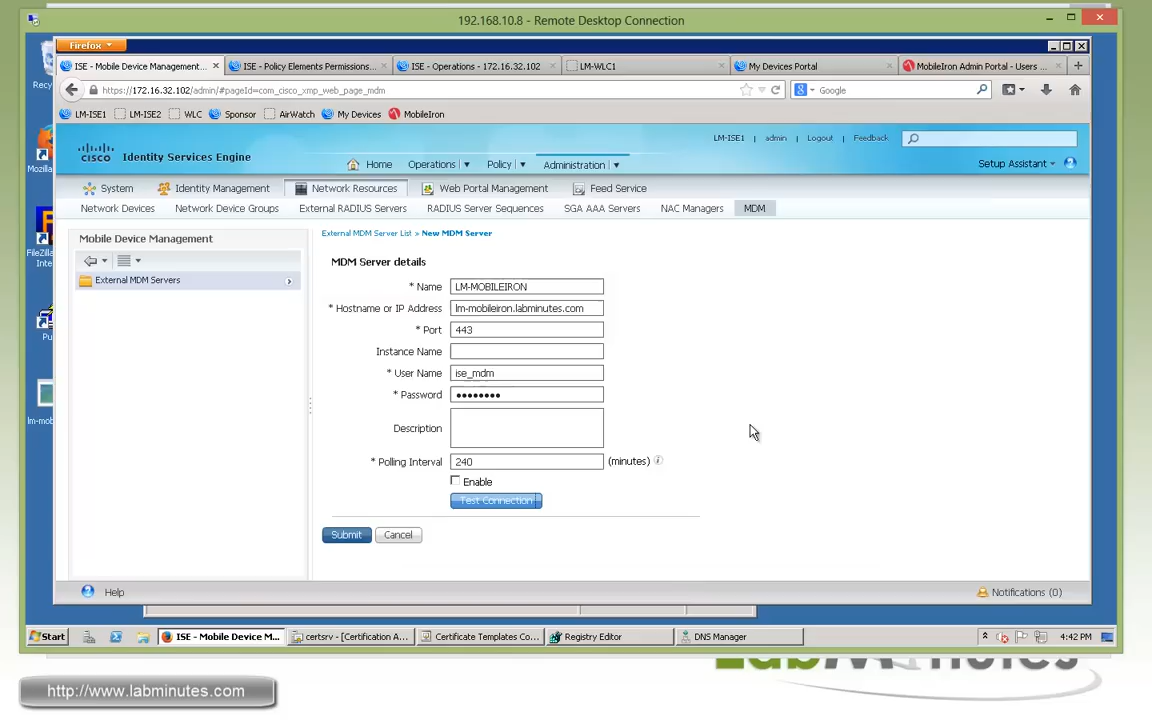 192.168.10.8 - Remote Desktop Connection
Firefox
ISE - Mobile Device Management...
ISE - Policy Elements Permissions...
ISE - Operations - 172.16.32.102
LM-WLC1
My Devices Portal
MobileIron Admin Portal - Users ...
https://172.16.32.102/admin/#pageId=com_cisco_xmp_web_page_mdm
Google
LM-ISE1 LM-ISE2 WLC Sponsor AirWatch My Devices MobileIron
LM-ISE1 admin Logout Feedback
CISCO Identity Services Engine
Home Operations Policy Administration
Setup Assistant
System Identity Management Network Resources Web Portal Management Feed Service
Network Devices Network Device Groups External RADIUS Servers RADIUS Server Sequences SGA AAA Servers NAC Managers MDM
Mobile Device Management
External MDM Servers
External MDM Server List > New MDM Server
MDM Server details
* Name LM-MOBILEIRON
* Hostname or IP Address lm-mobileiron.labminutes.com
* Port 443
Instance Name
* User Name ise_mdm
* Password ••••••••
Description
* Polling Interval 240 (minutes)
Enable
Test Connection
Submit Cancel
Help
Notifications (0)
Recy
Mozilla
FileZilla
Inte
Pu
lm-mob
Start
ISE - Mobile Device M...
certsrv - [Certification A...
Certificate Templates Co...
Registry Editor
DNS Manager
4:42 PM
http://www.labminutes.com